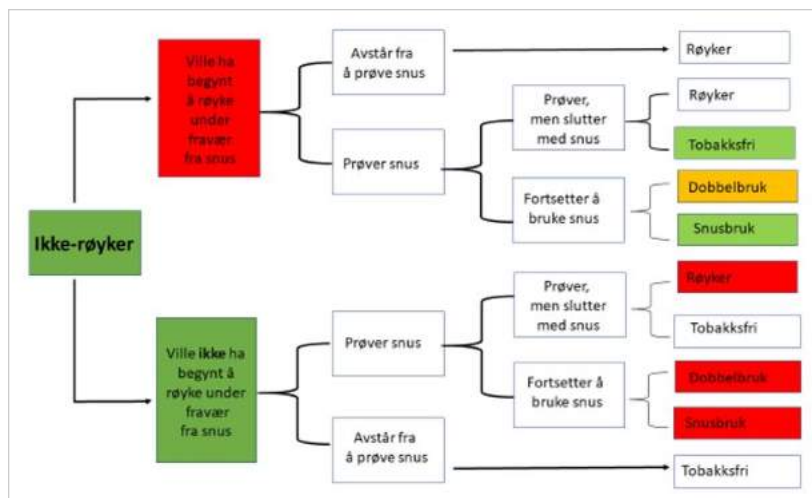 Ikke-røyker
Ville ha
begynt
å røyke
under
fravær
fra snus
Avstår fra
å prøve snus
Røyker
Prøver snus
Prøver,
men slutter
med snus
Røyker
Tobakksfri
Fortsetter å
bruke snus
Dobbelbruk
Snusbruk
Ville ikke ha
begynt å
røyke under
fravær
fra snus
Prøver snus
Prøver,
men slutter
med snus
Røyker
Tobakksfri
Fortsetter å
bruke snus
Dobbelbruk
Snusbruk
Avstår fra
å prøve snus
Tobakksfri